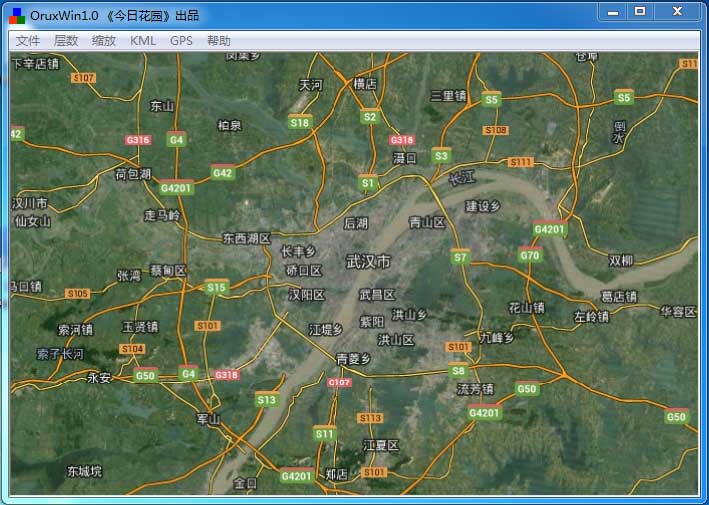 OruxWin1.0 《今日花园》出品
文件 层数 缩放 KML GPS 帮助
下辛店镇
S107
天河
横店
S11
东山
柏泉
S18
S2
三里镇
S5
S5
42
G316
G4
G318
S108
倒水
滠口
S3
S111
荷包湖
G42
G4201
S1
长江
汉川市
仙女山
走马岭
后湖
青山区
建设乡
东西湖区
G4201
长丰乡
武汉市
S7
G70
双柳
张湾
蔡甸区
硚口区
S15
汉阳区
武昌区
马口镇
S105
葛店镇
花山镇
左岭镇
华容区
索河镇
玉贤镇
S101
江堤乡
紫阳
洪山乡
洪山区
九峰乡
索子长河
S104
青菱乡
S101
永安
G50
G4
G318
G107
S8
流芳镇
G50
S13
军山
S113
G4201
G50
S11
江夏区
东城垸
G4201
郑店
S101
金口